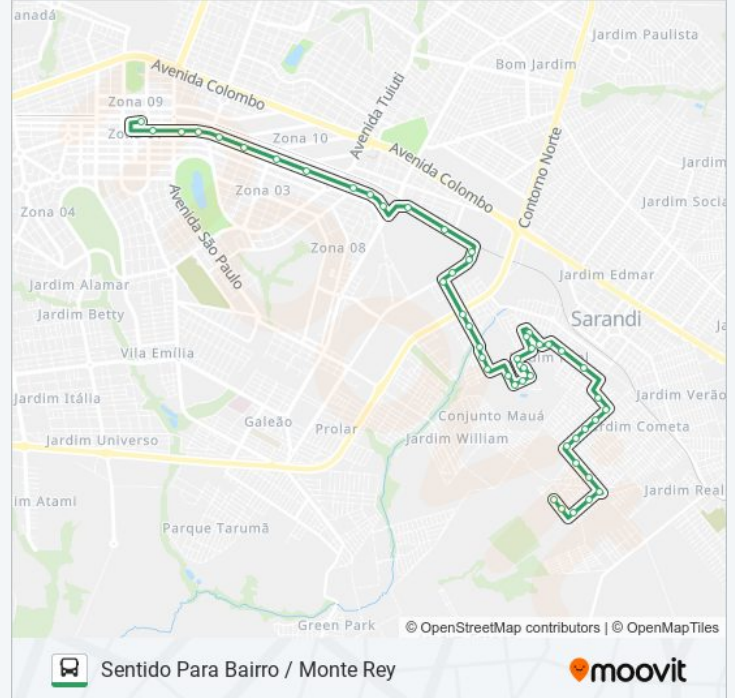 anadá
Jardim Paulista
Bom Jardim
Avenida Colombo
Avenida Tuiuti
Zona 09
Zona
Zona 10
Avenida Colombo
Contorno Norte
Jardim
Zona 03
Jardim Socia
Zona 04
Avenida São Paulo
Zona 08
Jardim Edmar
Jardim Alamar
Jardim Betty
Sarandi
Vila Emília
Jardim Itália
Jardim Verão
Galeão
Prolar
Conjunto Mauá
Jardim William
Jardim Universo
Cometa
Jardim Real
im Atami
Parque Tarumã
Green Park
© OpenStreetMap contributors | © OpenMapTiles
Sentido Para Bairro / Monte Rey
moovit